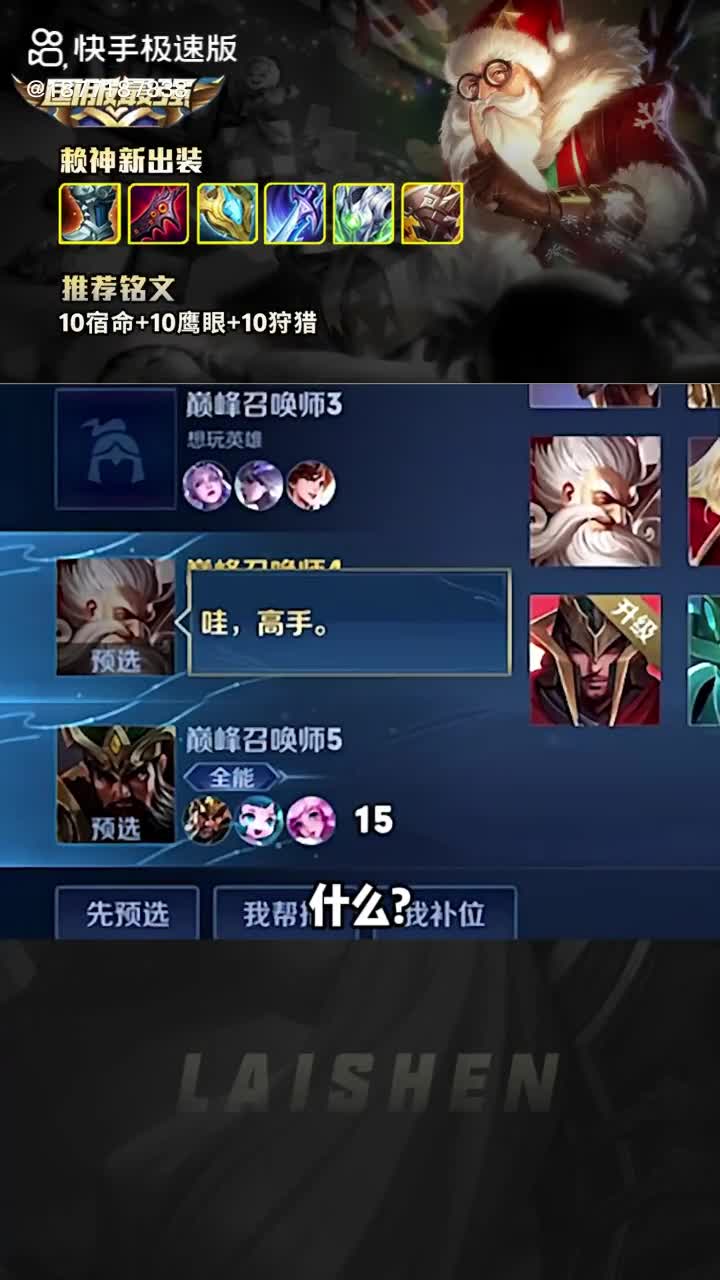 快手极速版
赖神新出装
推荐铭文
10宿命+10鹰眼+10狩猎
巅峰召唤师3
想玩英雄
巅峰召唤师4
哇，高手。
升级
预选
巅峰召唤师5
全能
预选
15
什么?
先预选
我帮
我补位
LAISHEN